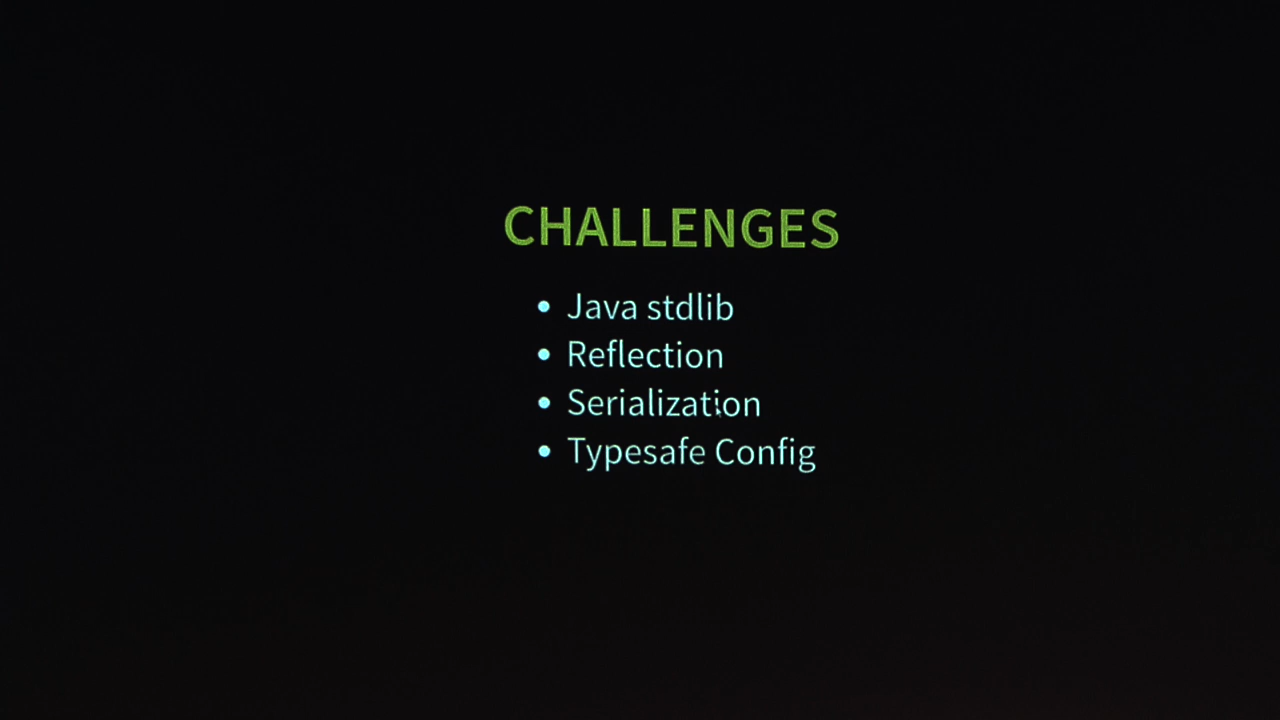 CHALLENGES
• Java stdlib
• Reflection
• Serialization
• Typesafe Config